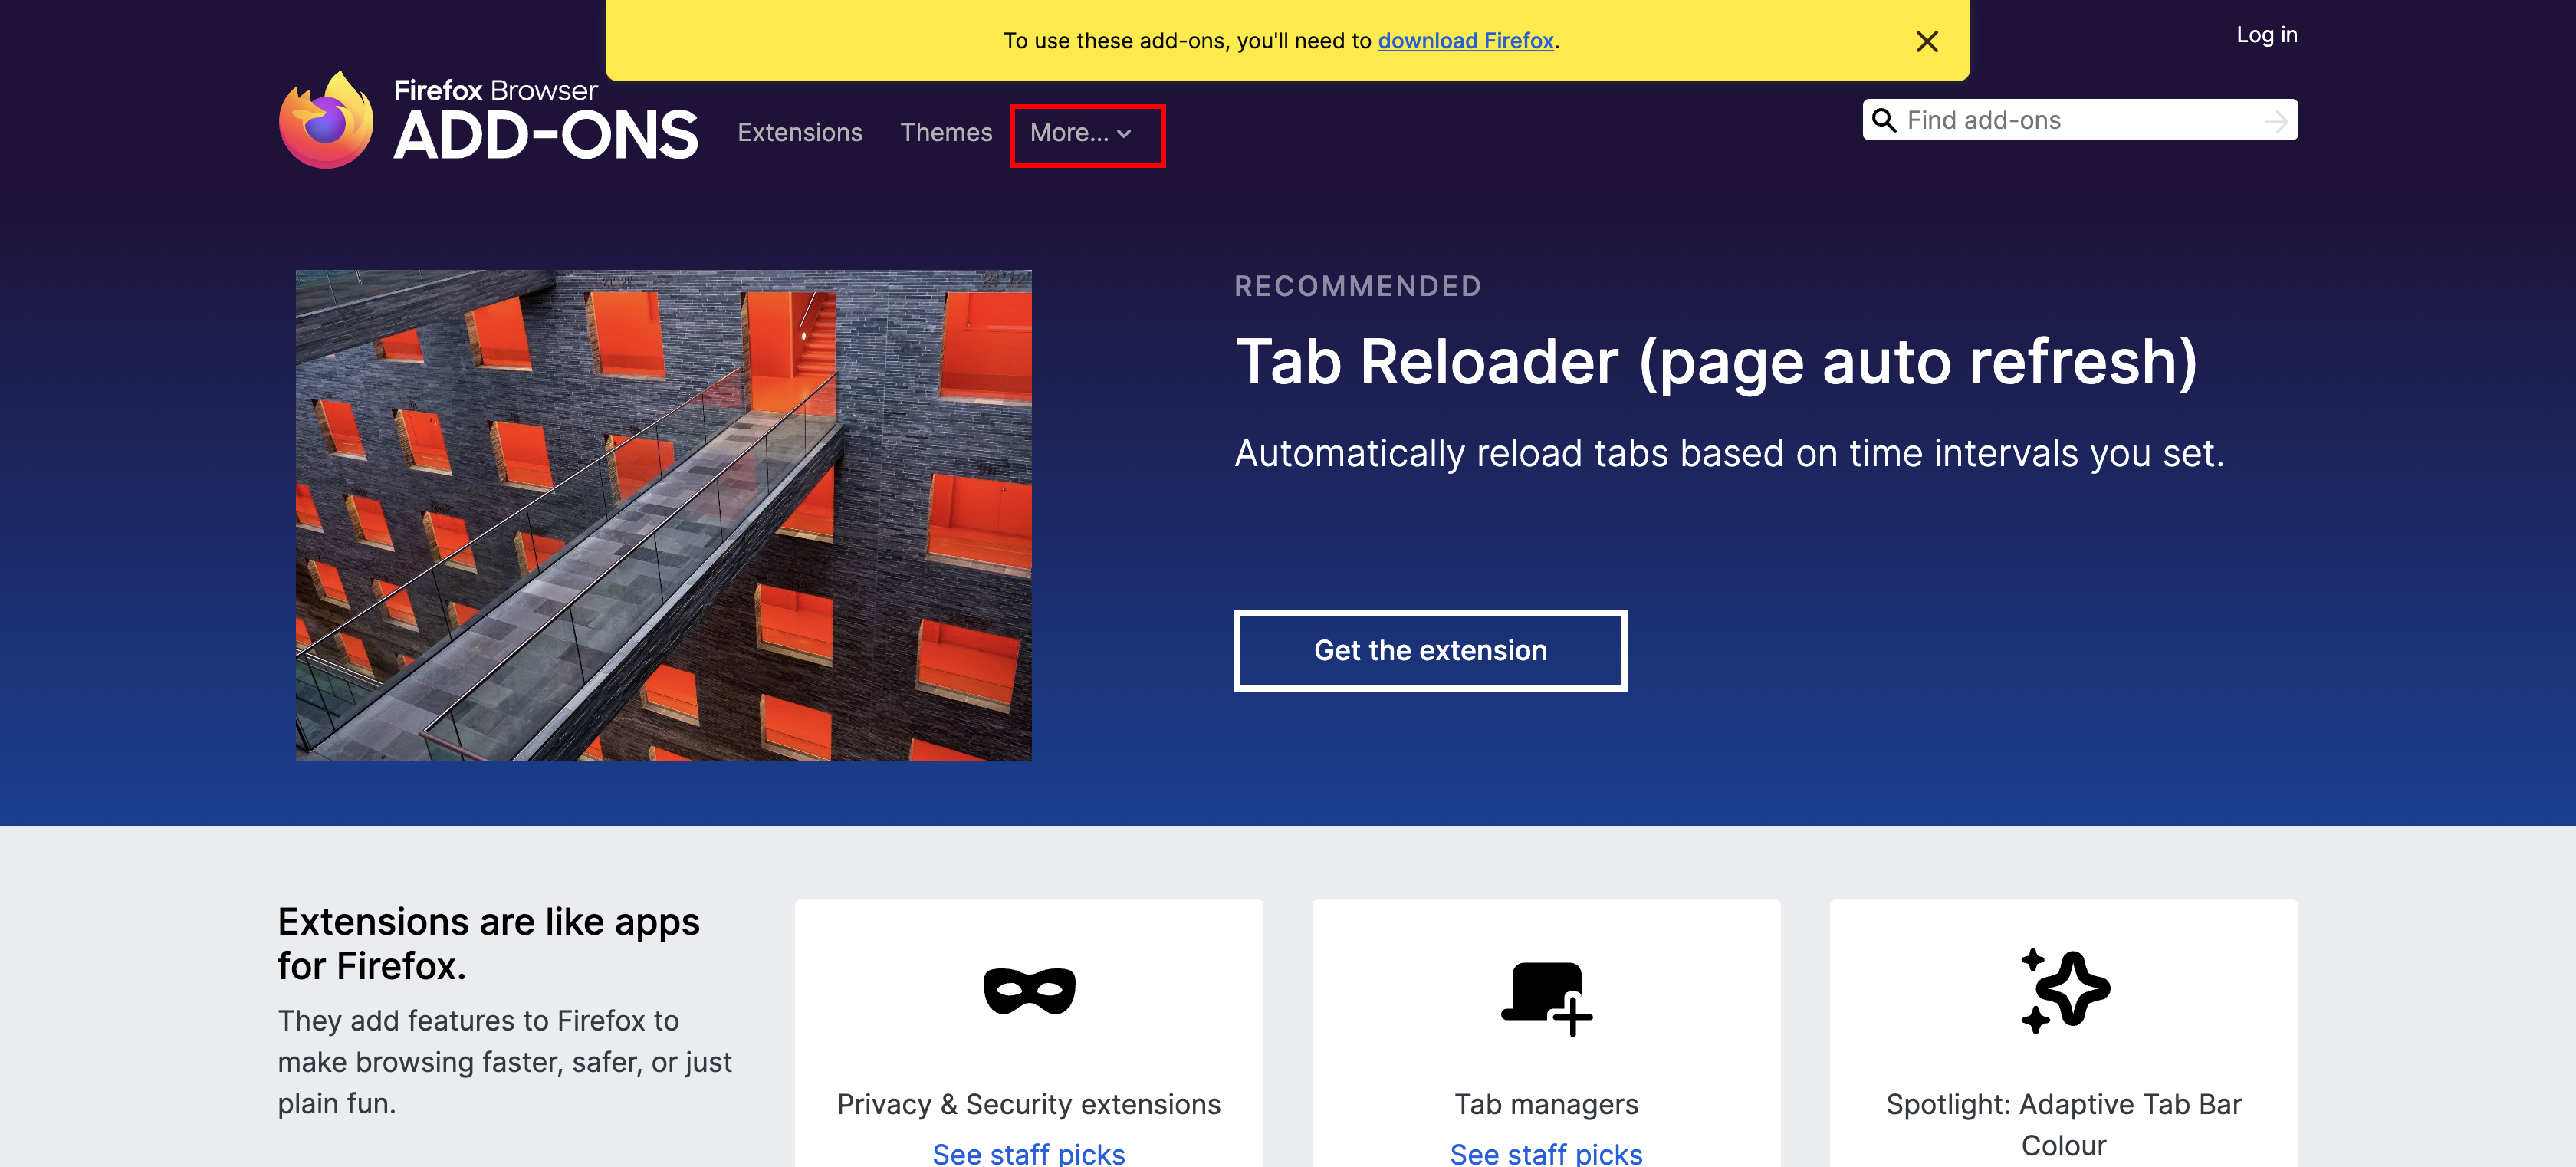 To use these add-ons, you'll need to download Firefox.
Log in
Firefox Browser
ADD-ONS
Extensions
Themes
More...
Find add-ons
RECOMMENDED
Tab Reloader (page auto refresh)
Automatically reload tabs based on time intervals you set.
Get the extension
Extensions are like apps
for Firefox.
They add features to Firefox to
make browsing faster, safer, or just
plain fun.
Privacy & Security extensions
See staff picks
Tab managers
See staff picks
Spotlight: Adaptive Tab Bar
Colour